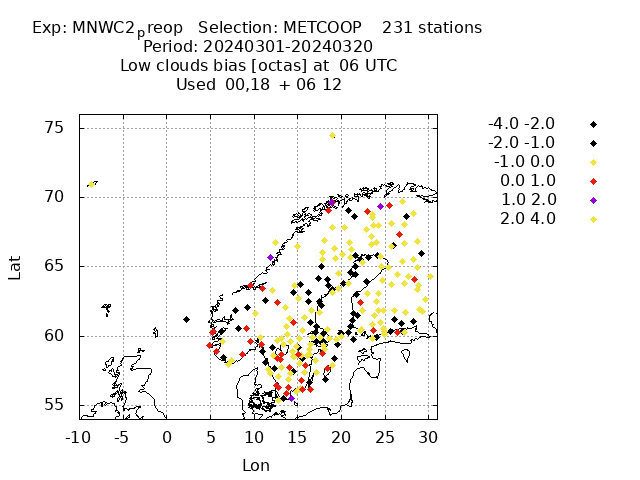 Exp: MNWC2preop Selection: METCOOP 231 stations
Period: 20240301-20240320
Low clouds bias [octas] at 06 UTC
Used 00,18 + 06 12
75
70
65
60
55
-10 -5 0 5 10 15 20 25 30
Lat
Lon
-4.0 -2.0
-2.0 -1.0
-1.0 0.0
0.0 1.0
1.0 2.0
2.0 4.0